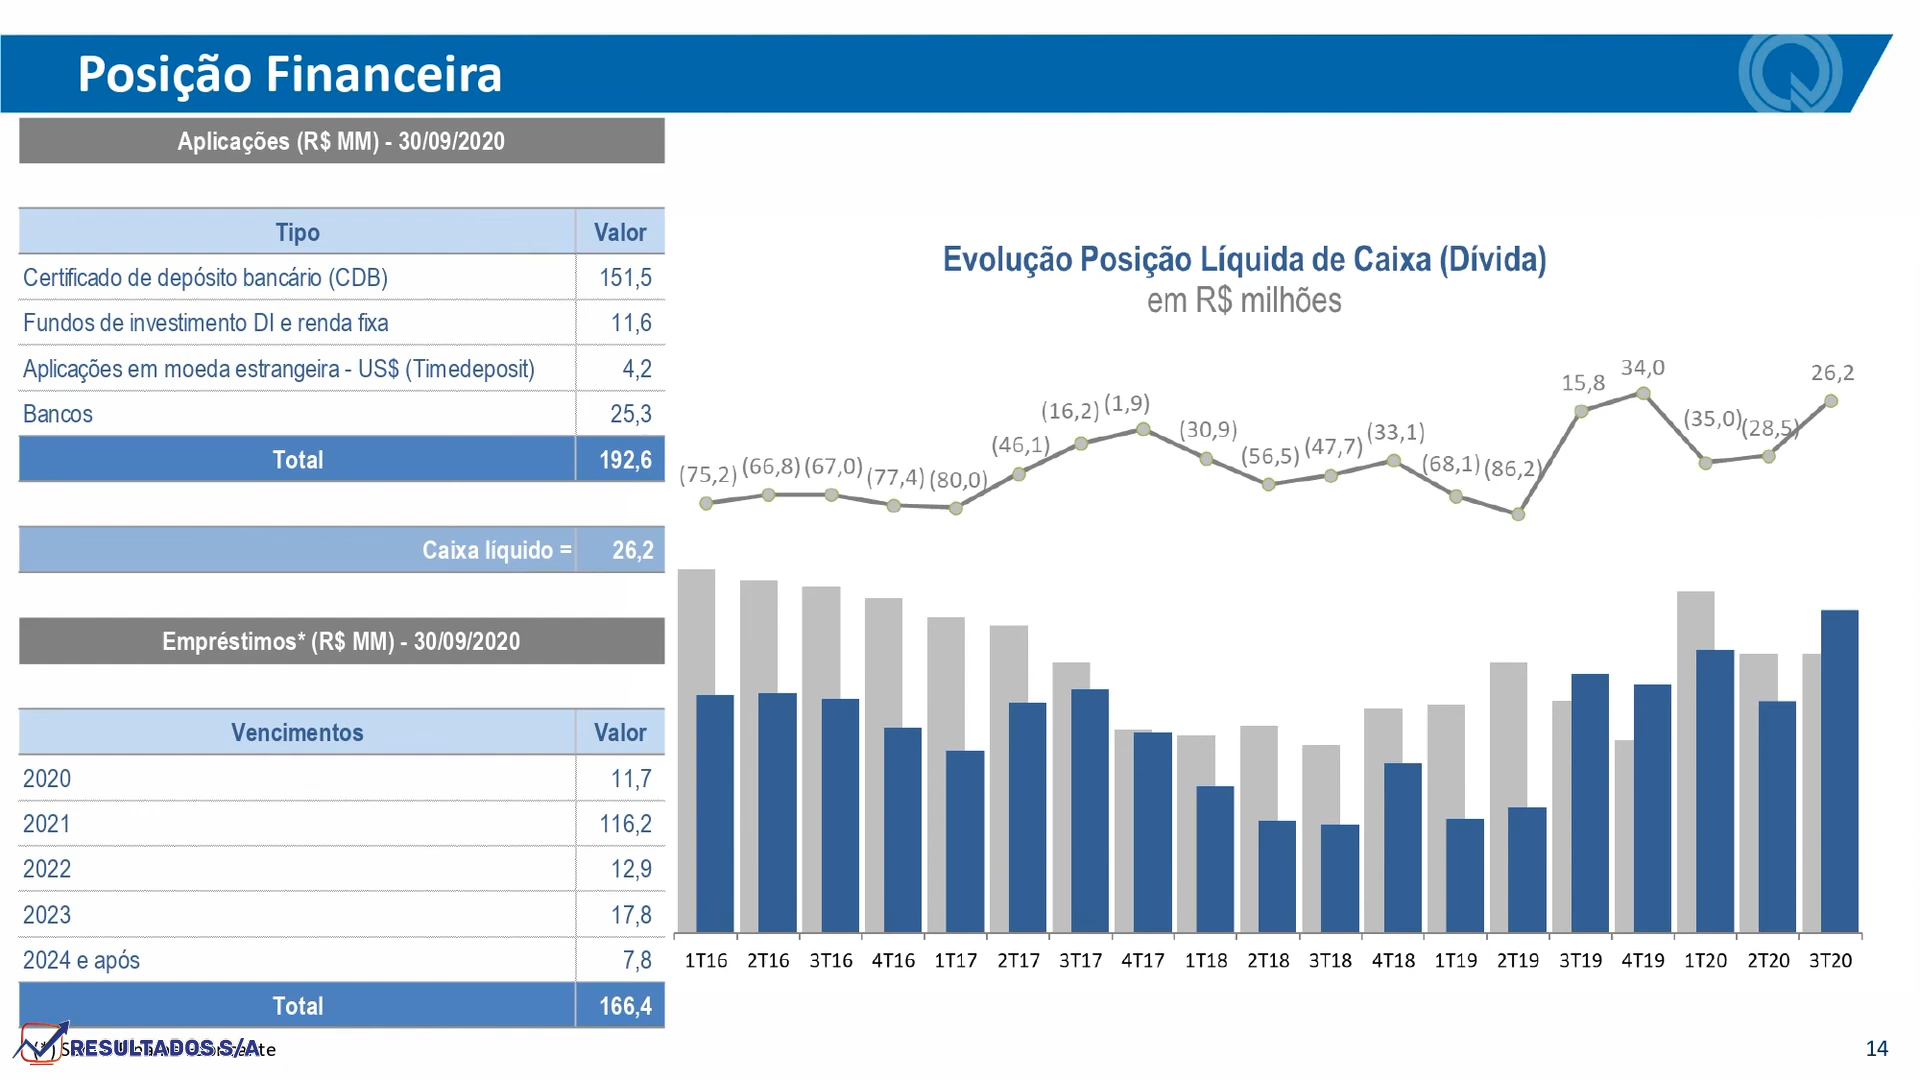 Posição Financeira
Aplicações (R$ MM) - 30/09/2020
Tipo Valor
Certificado de depósito bancário (CDB) 151,5
Fundos de investimento DI e renda fixa 11,6
Aplicações em moeda estrangeira - US$ (Timedeposit) 4,2
Bancos 25,3
Total 192,6
Caixa líquido = 26,2
Empréstimos* (R$ MM) - 30/09/2020
Vencimentos Valor
2020 11,7
2021 116,2
2022 12,9
2023 17,8
2024 e após 7,8
Total 166,4
Evolução Posição Líquida de Caixa (Dívida)
em R$ milhões
(75,2) (66,8) (67,0) (77,4) (80,0) (46,1) (16,2) (1,9) (30,9) (56,5) (47,7) (33,1) (68,1) (86,2) 15,8 34,0 (35,0) (28,5) 26,2
1T16 2T16 3T16 4T16 1T17 2T17 3T17 4T17 1T18 2T18 3T18 4T18 1T19 2T19 3T19 4T19 1T20 2T20 3T20
RESULTADOS S/A
14